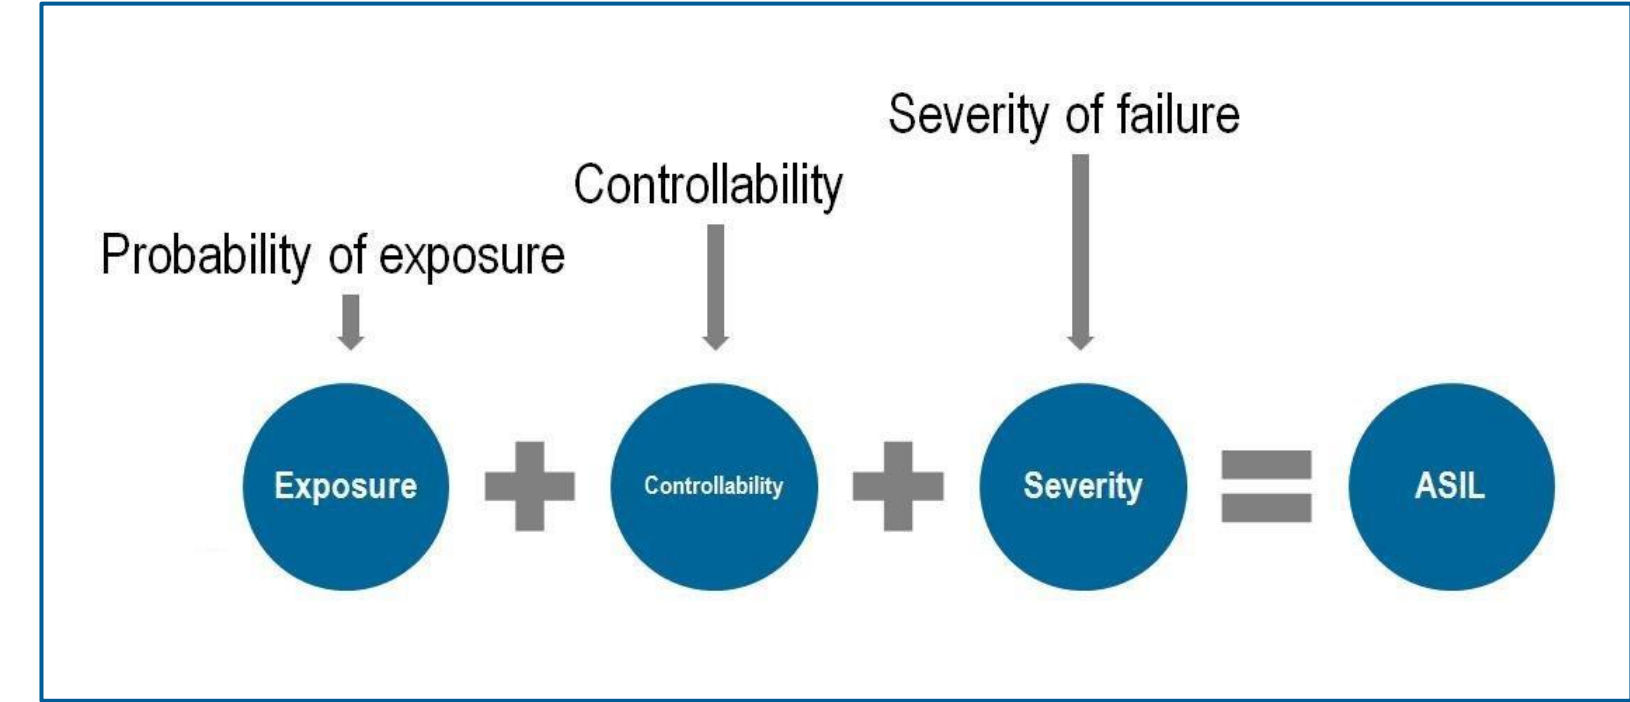 Severity of failure
Controllability
Probability of exposure
Exposure
Controllability
Severity
ASIL